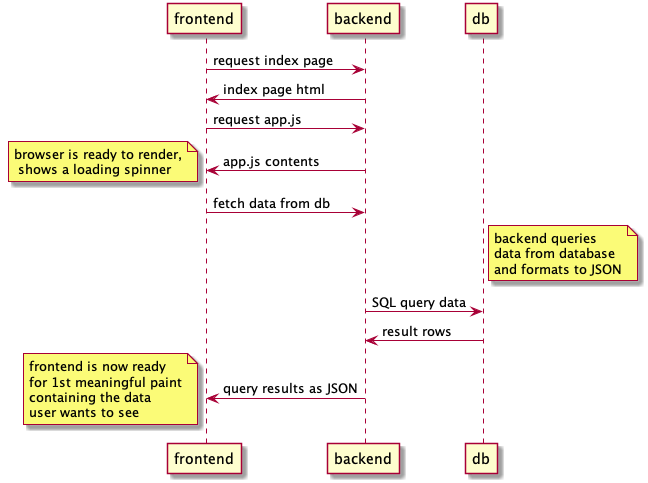 frontend
backend
db
request index page
index page html
request app.js
browser is ready to render,
shows a loading spinner
app.js contents
fetch data from db
backend queries
data from database
and formats to JSON
SQL query data
result rows
frontend is now ready
for 1st meaningful paint
containing the data
user wants to see
query results as JSON
frontend
backend
db